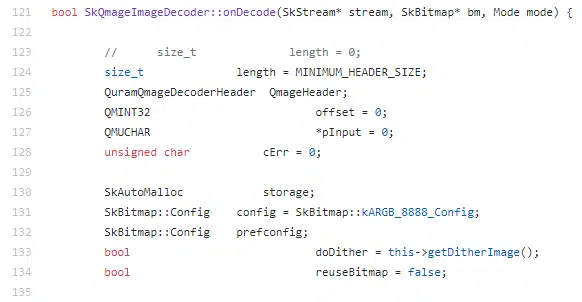 121 bool SkQmageImageDecoder::onDecode(SkStream* stream, SkBitmap* bm, Mode mode) {
122
123 // size_t length = 0;
124 size_t length = MINIMUM_HEADER_SIZE;
125 QuramQmageDecoderHeader QmageHeader;
126 QMINT32 offset = 0;
127 QMUCHAR *pInput = 0;
128 unsigned char cErr = 0;
129
130 SkAutoMalloc storage;
131 SkBitmap::Config config = SkBitmap::kARGB_8888_Config;
132 SkBitmap::Config prefconfig;
133 bool doDither = this->getDitherImage();
134 bool reuseBitmap = false;
135